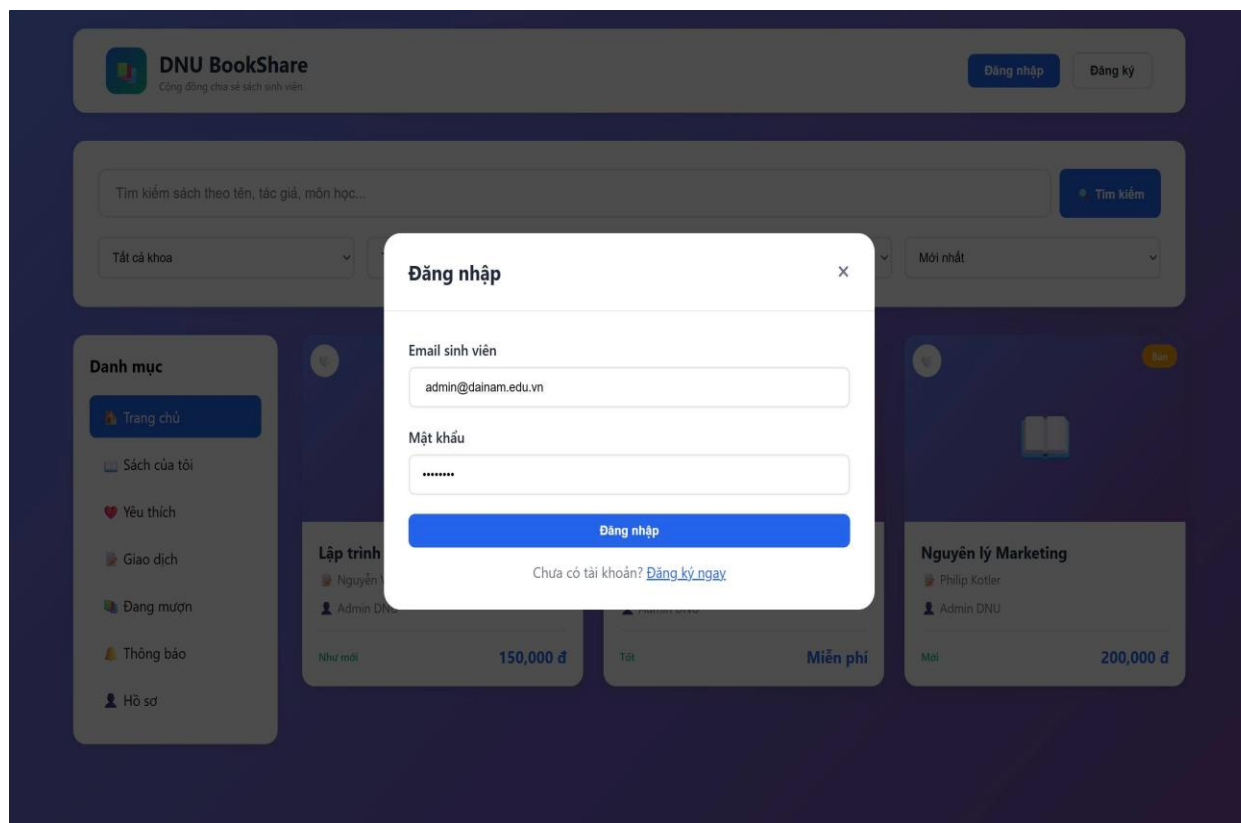 DNU BookShare
Cộng đồng chia sẻ sách sinh viên
Đăng nhập
Đăng ký
Tìm kiếm sách theo tên, tác giả, môn học...
Tìm kiếm
Tất cả khoa
Mới nhất
Đăng nhập
×
Email sinh viên
admin@dainam.edu.vn
Mật khẩu
••••••••
Đăng nhập
Chưa có tài khoản? Đăng ký ngay
Danh mục
Trang chủ
Sách của tôi
Yêu thích
Giao dịch
Đang mượn
Thông báo
Hồ sơ
Lập trình
Nguyễn
Admin DNU
Như mới
150,000 đ
Admin DNU
Tốt
Miễn phí
Bán
Nguyên lý Marketing
Philip Kotler
Admin DNU
Mới
200,000 đ